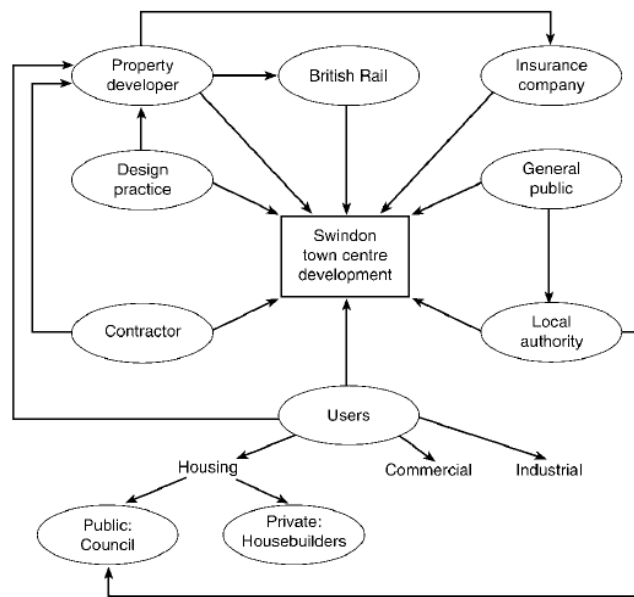 Property
developer
British Rail
Insurance
company
Design
practice
General
public
Swindon
town centre
development
Contractor
Local
authority
Users
Housing
Commercial
Industrial
Public:
Council
Private:
Housebuilders